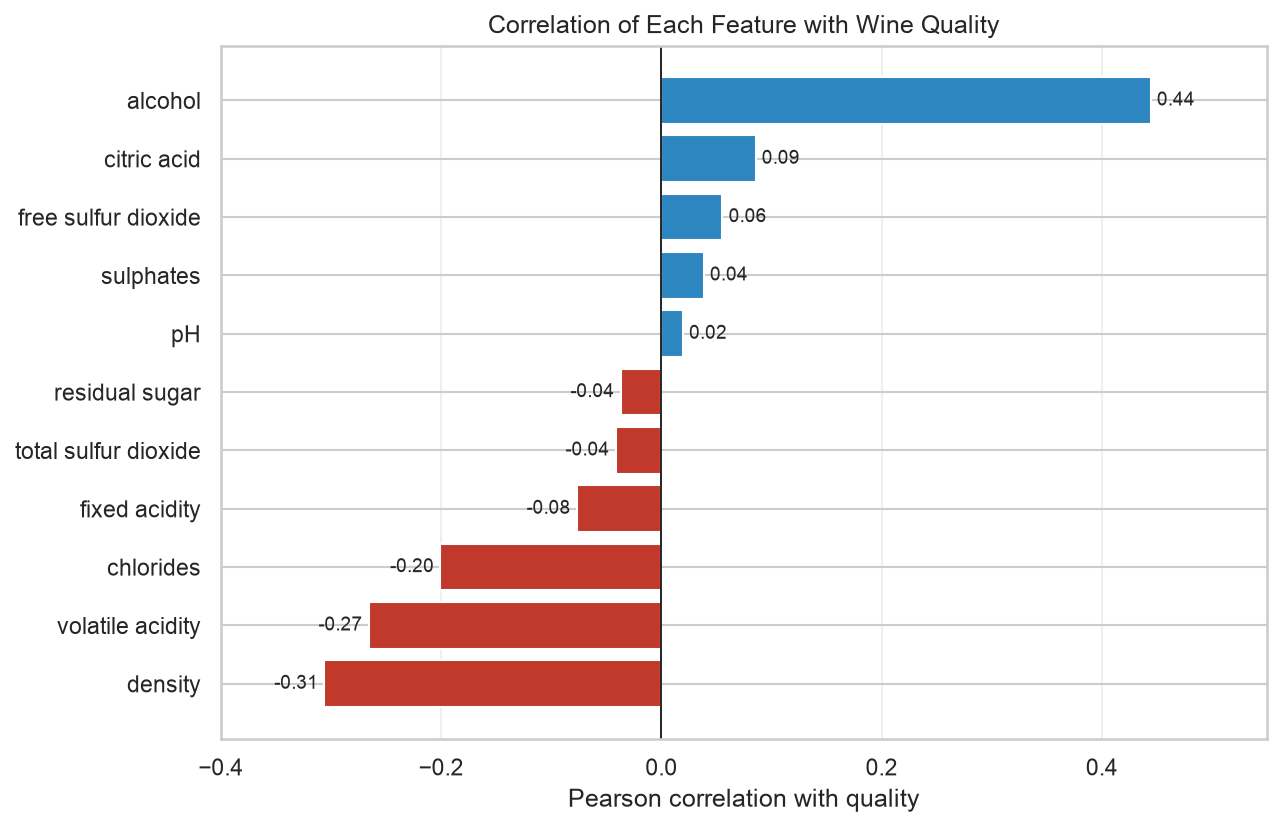 Correlation of Each Feature with Wine Quality
alcohol 0.44
citric acid 0.09
free sulfur dioxide 0.06
sulphates 0.04
pH 0.02
residual sugar -0.04
total sulfur dioxide -0.04
fixed acidity -0.08
chlorides -0.20
volatile acidity -0.27
density -0.31
−0.4 −0.2 0.0 0.2 0.4
Pearson correlation with quality